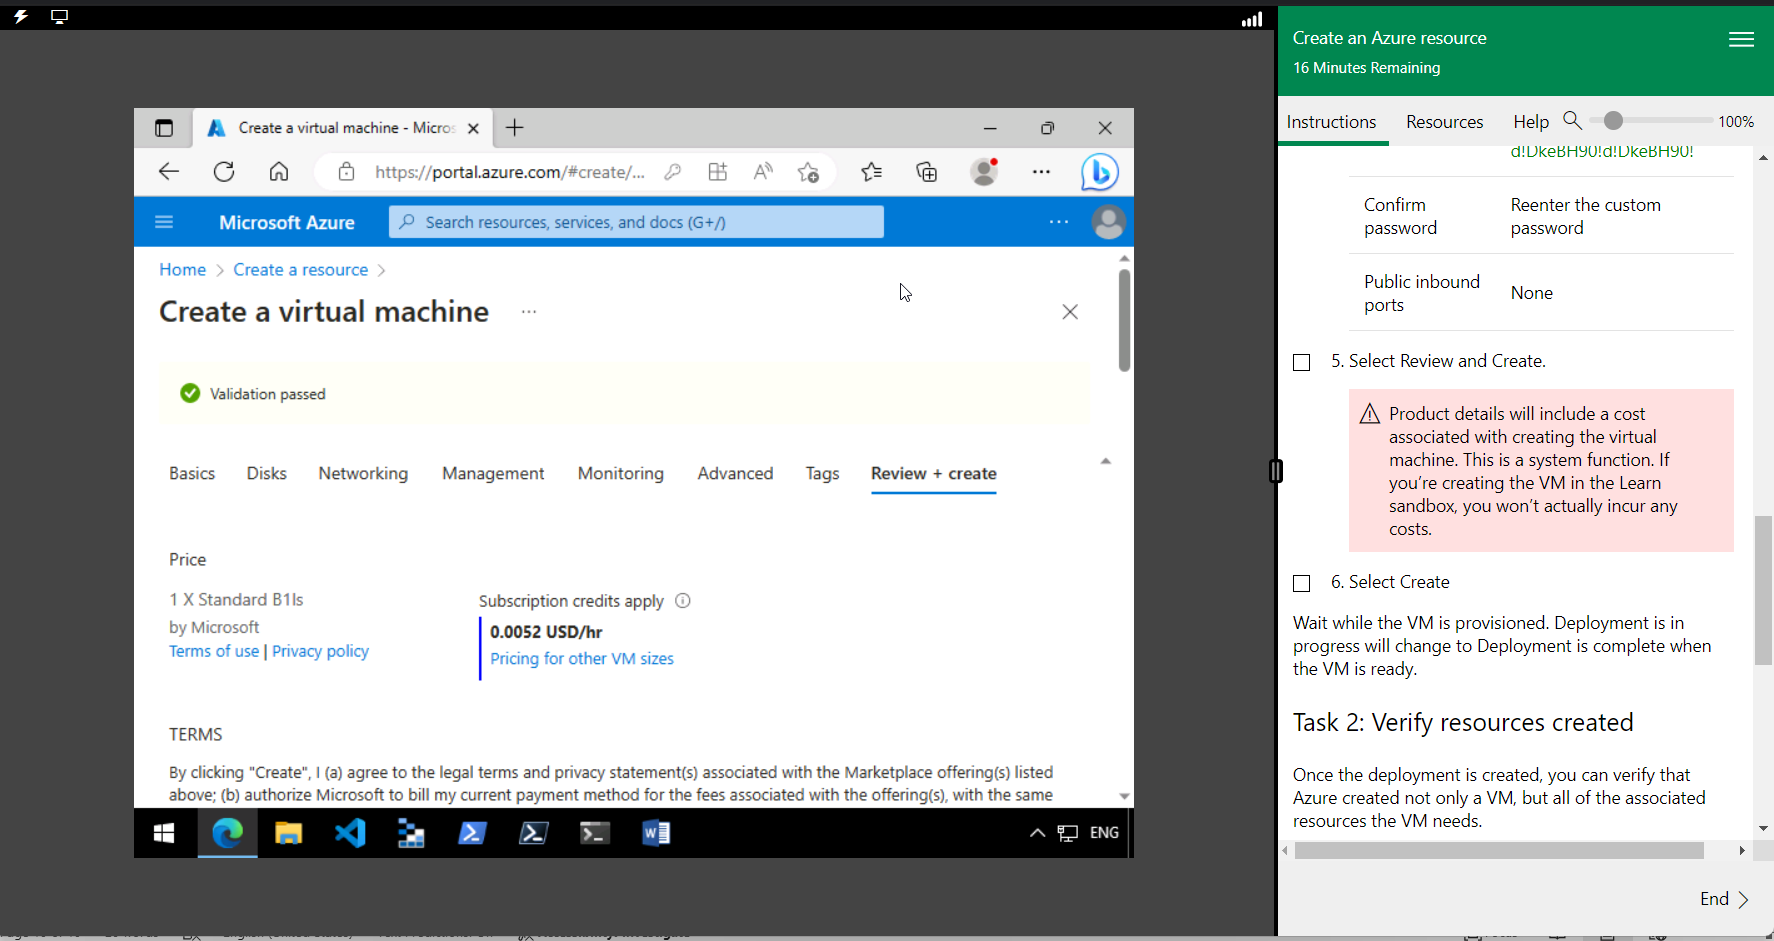 Create a virtual machine - Micros
https://portal.azure.com/#create/...
Microsoft Azure
Search resources, services, and docs (G+/)
Home > Create a resource >
Create a virtual machine
Validation passed
Basics Disks Networking Management Monitoring Advanced Tags Review + create
Price
1 X Standard B1ls
by Microsoft
Terms of use | Privacy policy
Subscription credits apply
0.0052 USD/hr
Pricing for other VM sizes
TERMS
By clicking "Create", I (a) agree to the legal terms and privacy statement(s) associated with the Marketplace offering(s) listed
above; (b) authorize Microsoft to bill my current payment method for the fees associated with the offering(s), with the same
ENG
Create an Azure resource
16 Minutes Remaining
Instructions Resources Help 100%
d!DkeBH90!d!DkeBH90!
Confirm
password
Reenter the custom
password
Public inbound
ports
None
5. Select Review and Create.
Product details will include a cost
associated with creating the virtual
machine. This is a system function. If
you’re creating the VM in the Learn
sandbox, you won’t actually incur any
costs.
6. Select Create
Wait while the VM is provisioned. Deployment is in
progress will change to Deployment is complete when
the VM is ready.
Task 2: Verify resources created
Once the deployment is created, you can verify that
Azure created not only a VM, but all of the associated
resources the VM needs.
End >